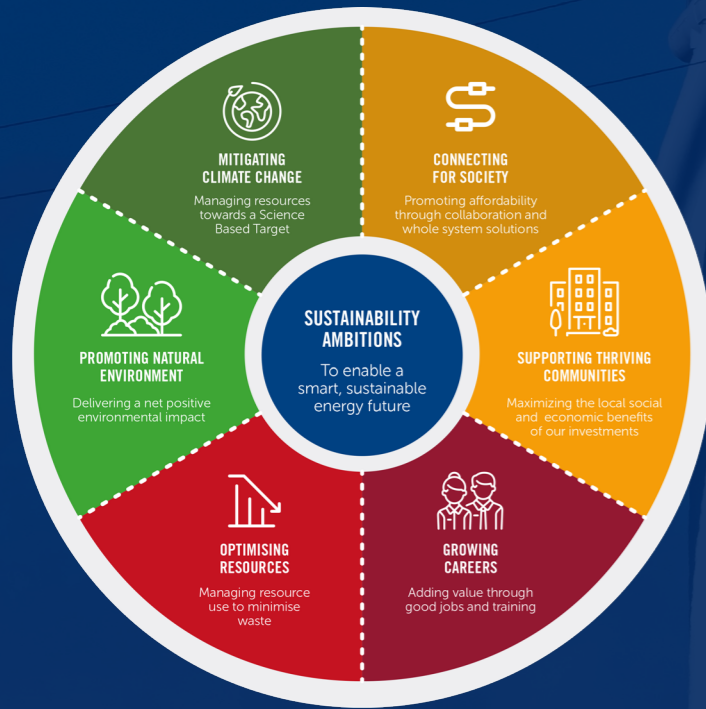 MITIGATING
CLIMATE CHANGE
Managing resources
towards a Science
Based Target
CONNECTING
FOR SOCIETY
Promoting affordability
through collaboration and
whole system solutions
PROMOTING NATURAL
ENVIRONMENT
Delivering a net positive
environmental impact
SUSTAINABILITY
AMBITIONS
To enable a
smart, sustainable
energy future
SUPPORTING THRIVING
COMMUNITIES
Maximizing the local social
and economic benefits
of our investments
OPTIMISING
RESOURCES
Managing resource
use to minimise
waste
GROWING
CAREERS
Adding value through
good jobs and training